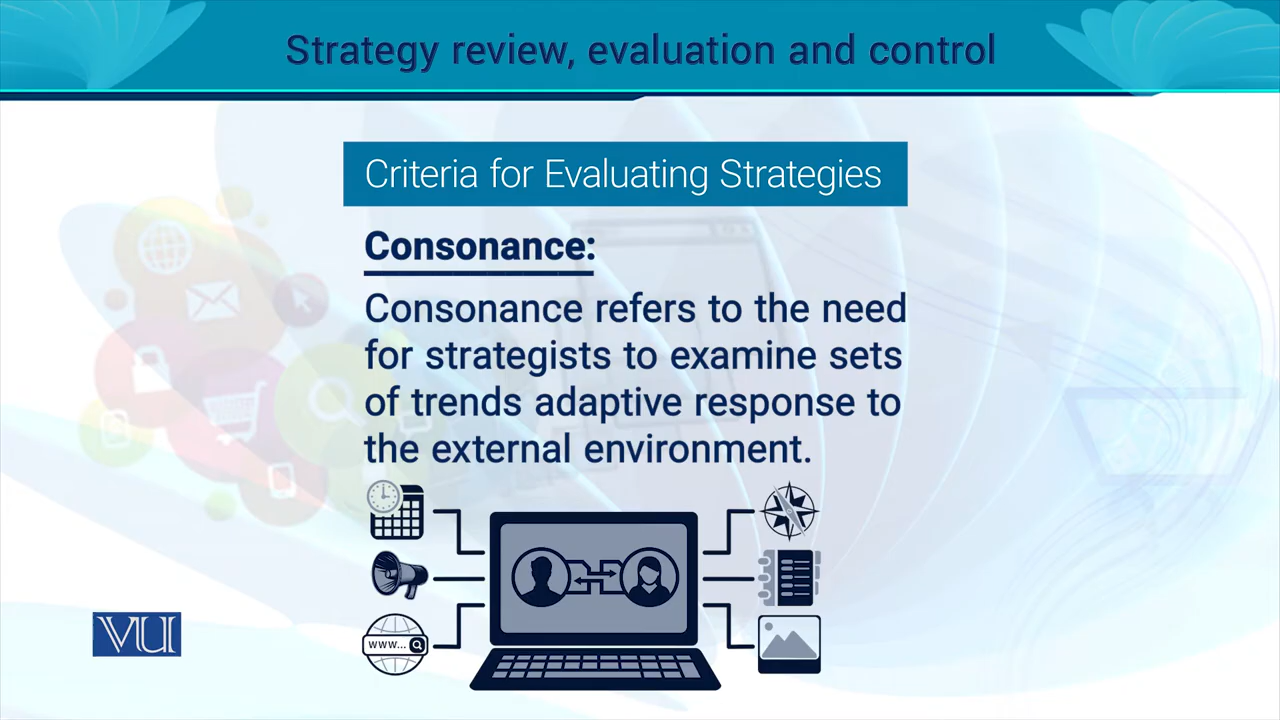 Strategy review, evaluation and control
Criteria for Evaluating Strategies
Consonance:
Consonance refers to the need
for strategists to examine sets
of trends adaptive response to
the external environment.
www...
VU